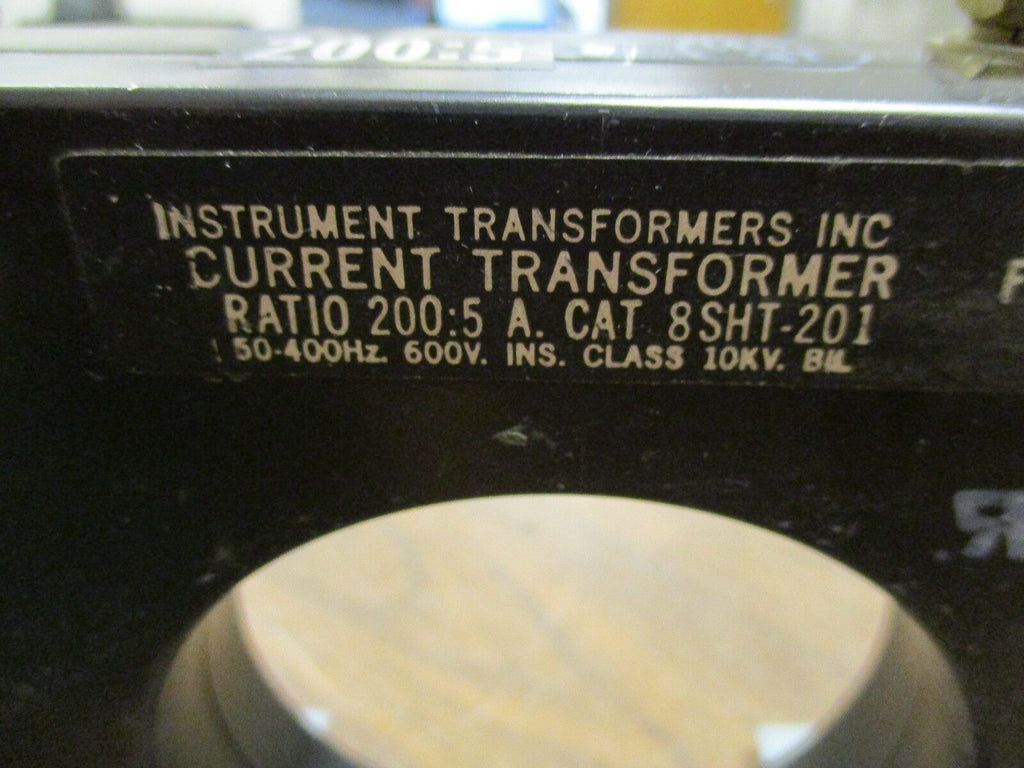 200:5
INSTRUMENT TRANSFORMERS INC
CURRENT TRANSFORMER
RATIO 200:5 A. CAT 8SHT-201
50-400HZ. 600V. INS. CLASS 10KV. BIL